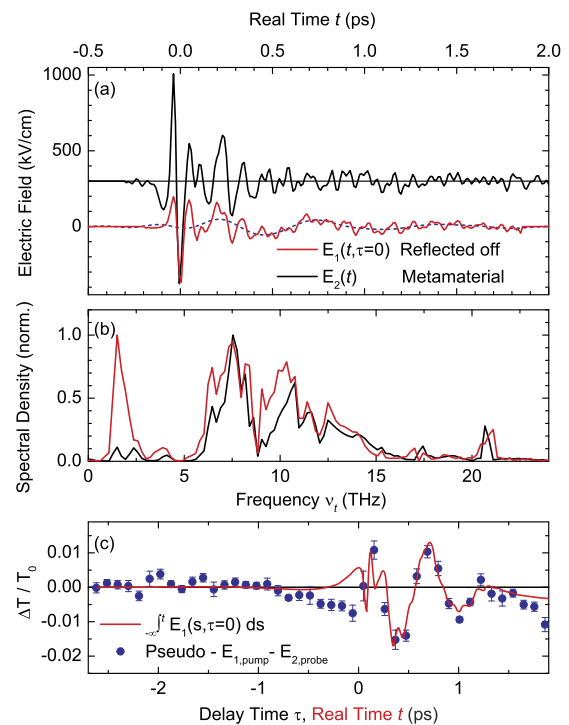 Real Time t (ps)
-0.5 0.0 0.5 1.0 1.5 2.0
(a)
1000
500
0
Electric Field (kV/cm)
E1(t,τ=0) Reflected off
E2(t) Metamaterial
(b)
1.0
0.5
0.0
Spectral Density (norm.)
0 5 10 15 20
Frequency νt (THz)
(c)
0.01
0.00
-0.01
-0.02
ΔT / T0
-∞∫t E1(s,τ=0) ds
Pseudo - E1,pump- E2,probe
-2 -1 0 1
Delay Time τ, Real Time t (ps)